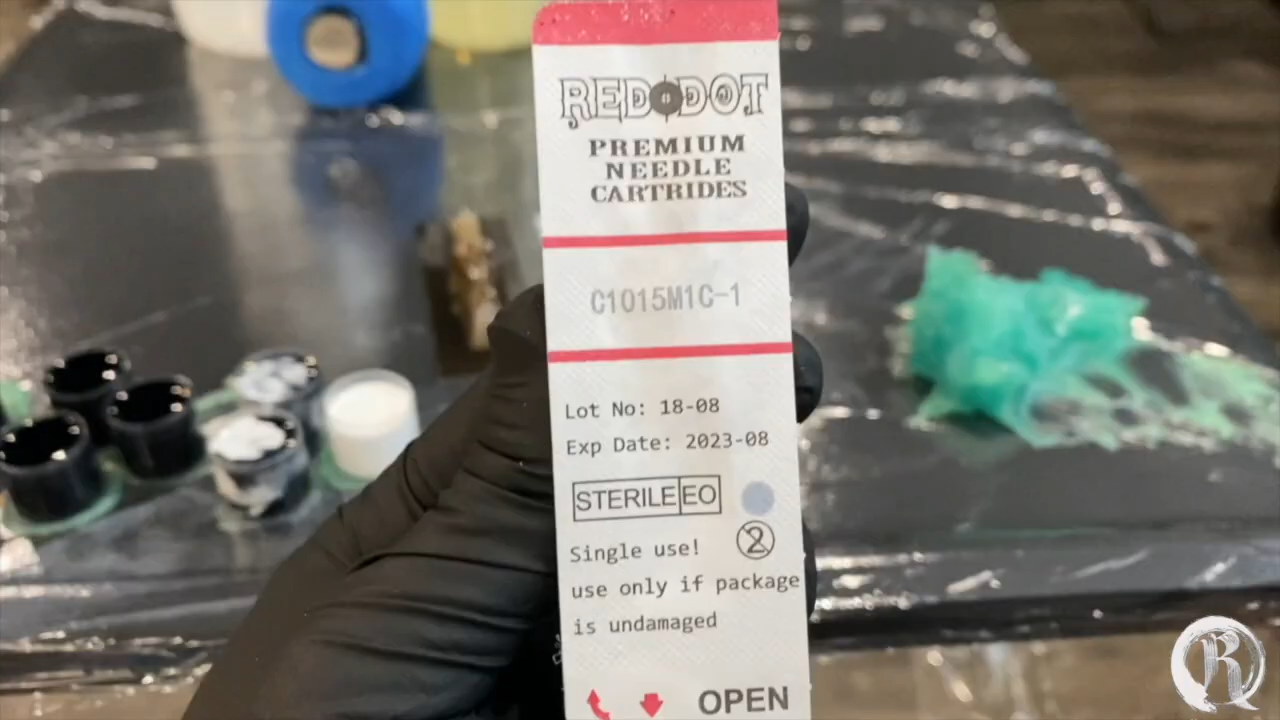 RED DOT
PREMIUM
NEEDLE
CARTRIDES
C1015M1C-1
Lot No: 18-08
Exp Date: 2023-08
STERILE EO
2
Single use!
use only if package
is undamaged
OPEN
R